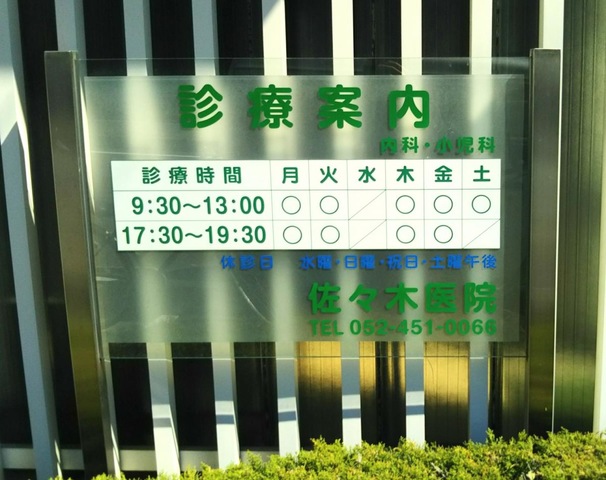 診療案内
内科・小児科
診療時間 月 火 水 木 金 土
9:30〜13:00 ○ ○ ／ ○ ○ ○
17:30〜19:30 ○ ○ ／ ○ ○ ／
休診日 水曜・日曜・祝日・土曜午後
佐々木医院
TEL 052-451-0066